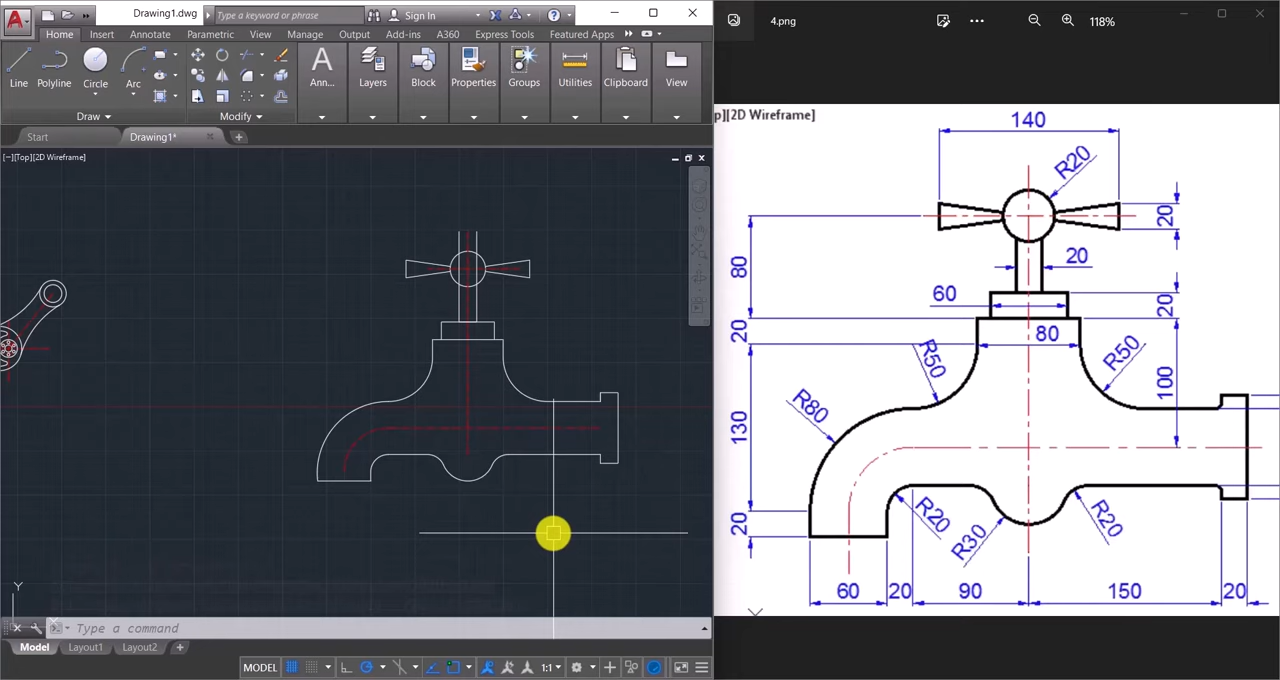 Drawing1.dwg
Type a keyword or phrase
Sign In
Home Insert Annotate Parametric View Manage Output Add-ins A360 Express Tools Featured Apps
Line Polyline Circle Arc
Ann... Layers Block Properties Groups Utilities Clipboard View
Draw Modify
Start Drawing1*
[−][Top][2D Wireframe]
Y
Type a command
Model Layout1 Layout2
MODEL 1:1
4.png
118%
p][2D Wireframe]
140
R20
20
80
20
60
20
20
80
R50
R50
100
R80
130
R20
R30
R20
20
60 20 90 150 20